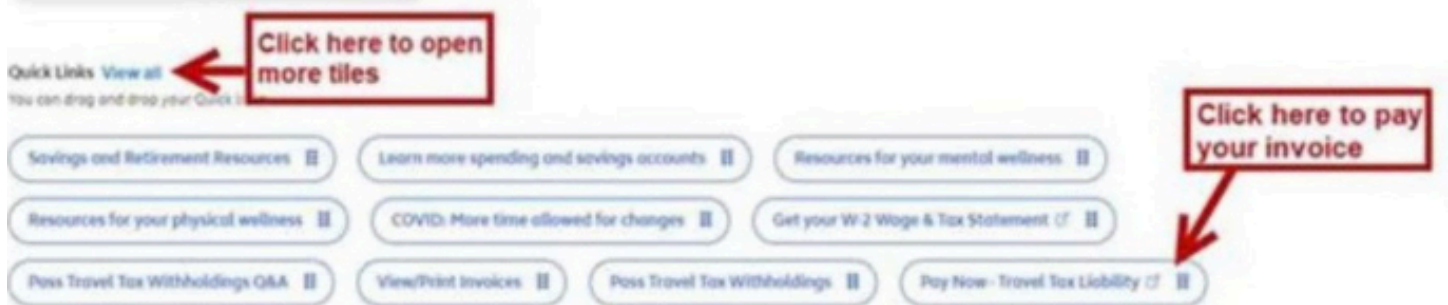 Click here to open
more tiles
Quick Links View all
You can drag and drop your Quick
Click here to pay
your invoice
Savings and Retirement Resources
Learn more spending and savings accounts
Resources for your mental wellness
Resources for your physical wellness
COVID: More time allowed for changes
Get your W-2 Wage & Tax Statement
Pass Travel Tax Withholdings Q&A
View/Print Invoices
Pass Travel Tax Withholdings
Pay Now - Travel Tax Liability